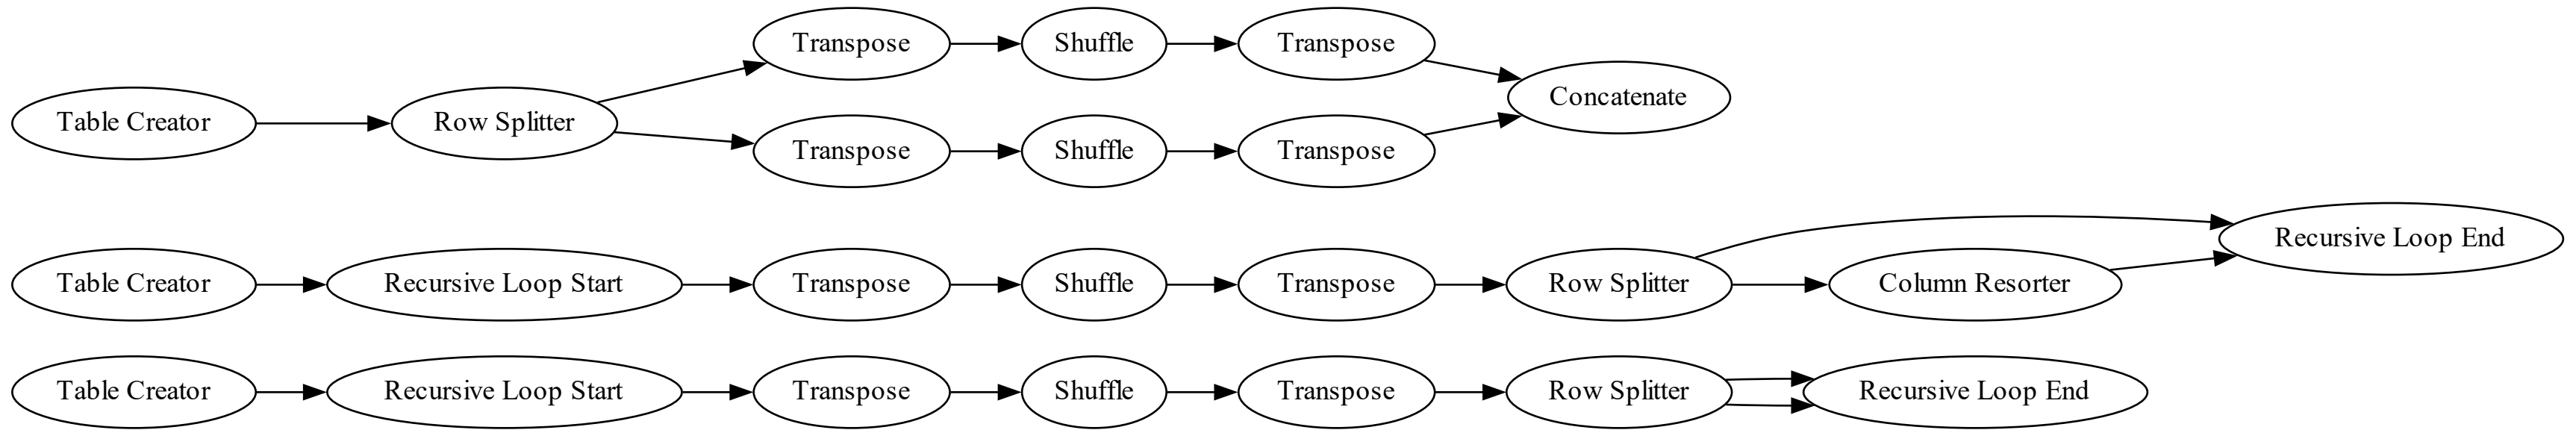 Table Creator
Row Splitter
Transpose
Shuffle
Transpose
Transpose
Shuffle
Transpose
Concatenate
Table Creator
Recursive Loop Start
Transpose
Shuffle
Transpose
Row Splitter
Column Resorter
Recursive Loop End
Table Creator
Recursive Loop Start
Transpose
Shuffle
Transpose
Row Splitter
Recursive Loop End